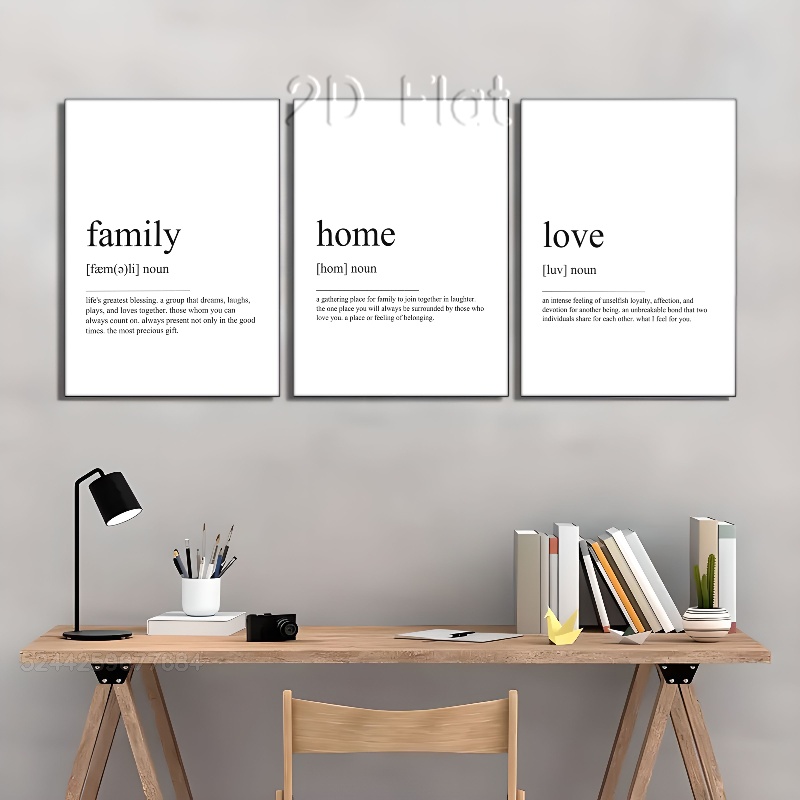 2D Flat
family
[fæm(ə)li] noun
life's greatest blessing. a group that dreams, laughs,
plays, and loves together. those whom you can
always count on. always present not only in the good
times. the most precious gift.
home
[hom] noun
a gathering place for family to join together in laughter
the one place you will always be surrounded by those who
love you. a place or feeling of belonging.
love
[luv] noun
an intense feeling of unselfish loyalty, affection, and
devotion for another being. an unbreakable bond that two
individuals share for each other. what I feel for you.